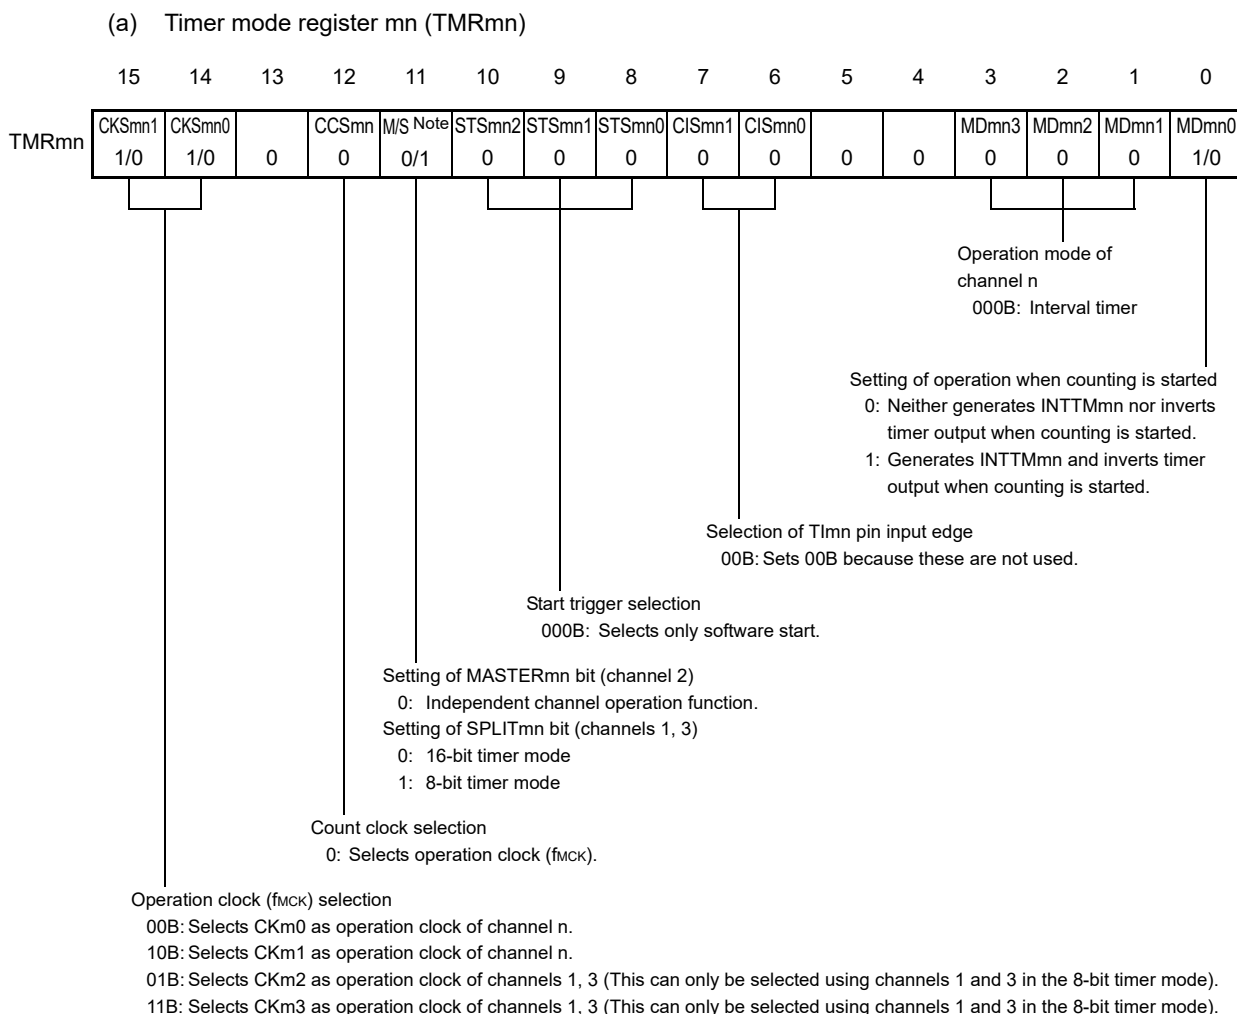 (a) Timer mode register mn (TMRmn)
15 14 13 12 11 10 9 8 7 6 5 4 3 2 1 0
TMRmn
CKSmn1 CKSmn0 CCSmn M/S Note STSmn2 STSmn1 STSmn0 CISmn1 CISmn0 MDmn3 MDmn2 MDmn1 MDmn0
1/0 1/0 0 0 0/1 0 0 0 0 0 0 0 0 0 0 1/0
Operation mode of
channel n
000B: Interval timer
Setting of operation when counting is started
0: Neither generates INTTMmn nor inverts
timer output when counting is started.
1: Generates INTTMmn and inverts timer
output when counting is started.
Selection of TImn pin input edge
00B: Sets 00B because these are not used.
Start trigger selection
000B: Selects only software start.
Setting of MASTERmn bit (channel 2)
0: Independent channel operation function.
Setting of SPLITmn bit (channels 1, 3)
0: 16-bit timer mode
1: 8-bit timer mode
Count clock selection
0: Selects operation clock (fMCK).
Operation clock (fMCK) selection
00B: Selects CKm0 as operation clock of channel n.
10B: Selects CKm1 as operation clock of channel n.
01B: Selects CKm2 as operation clock of channels 1, 3 (This can only be selected using channels 1 and 3 in the 8-bit timer mode).
11B: Selects CKm3 as operation clock of channels 1, 3 (This can only be selected using channels 1 and 3 in the 8-bit timer mode).